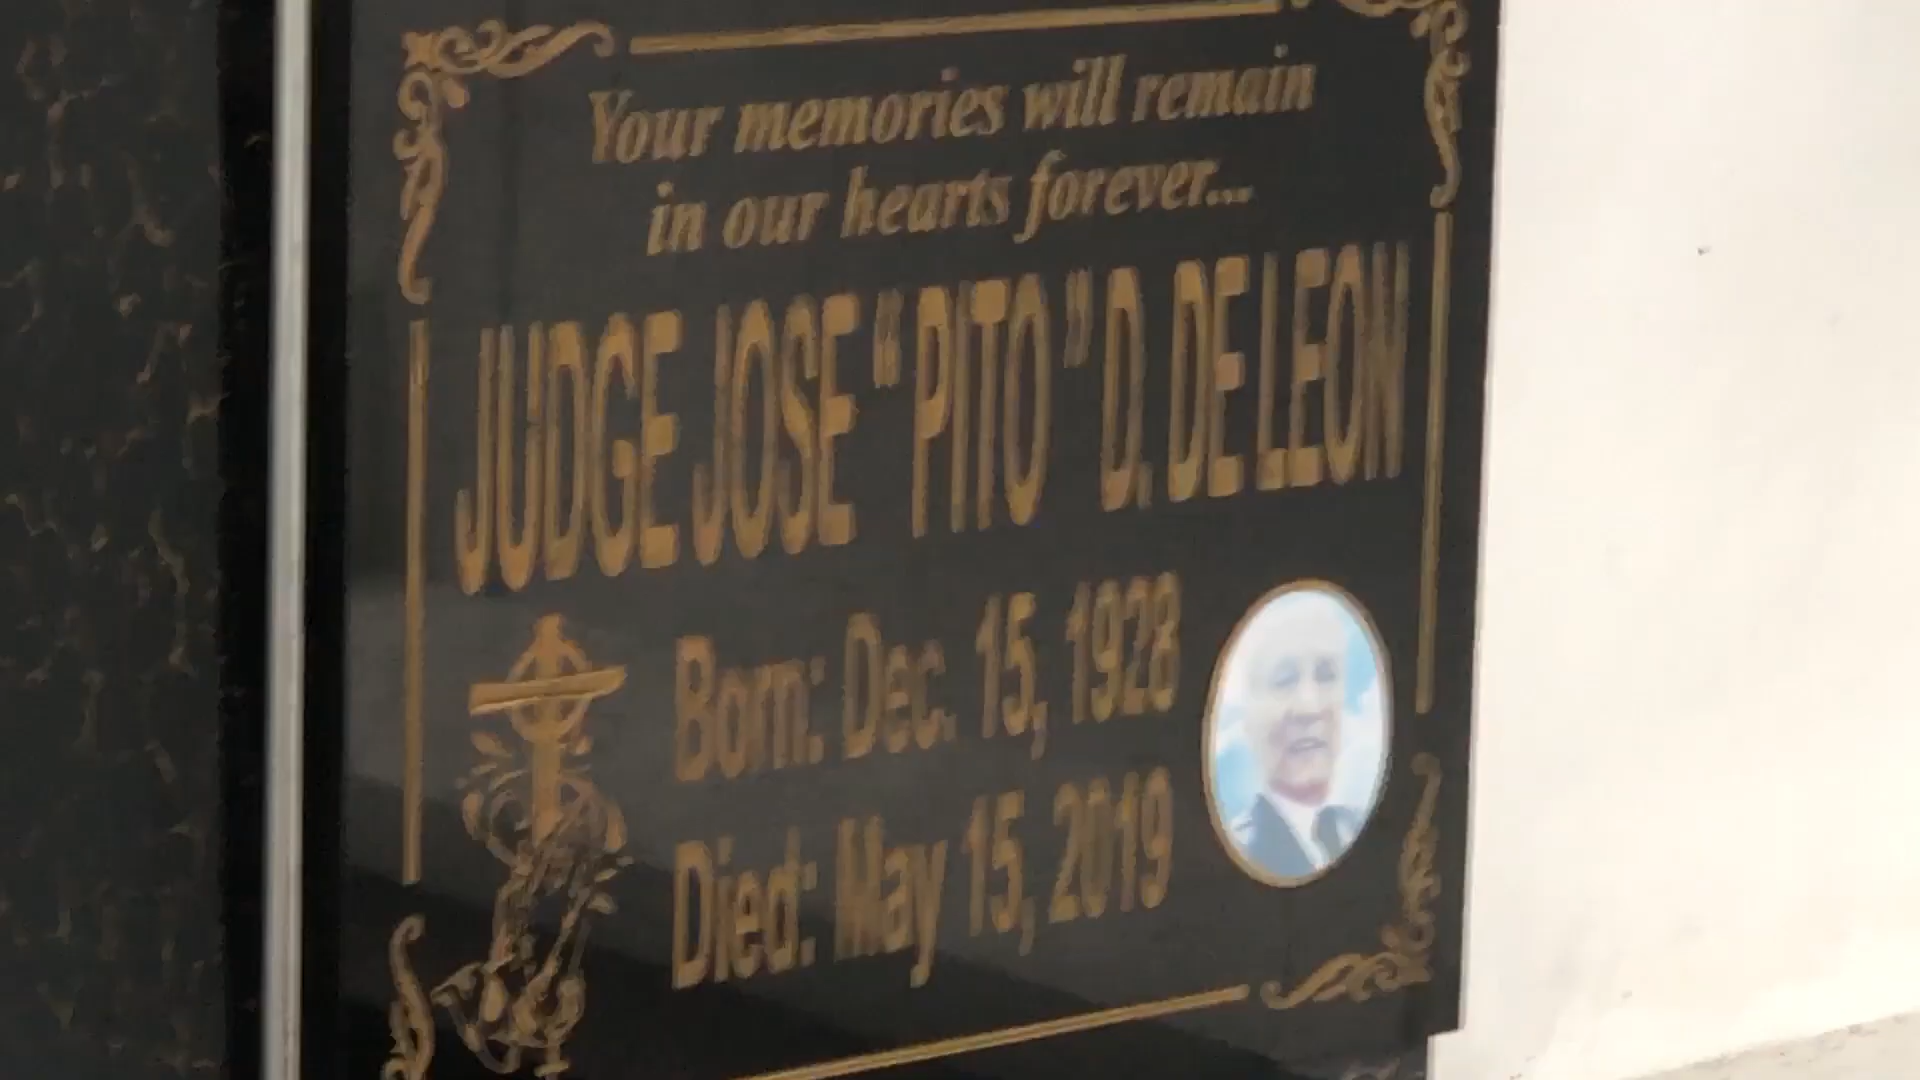 Your memories will remain
in our hearts forever...
JUDGE JOSE “PITO” D. DE LEON
Born: Dec. 15, 1928
Died: May 15, 2019